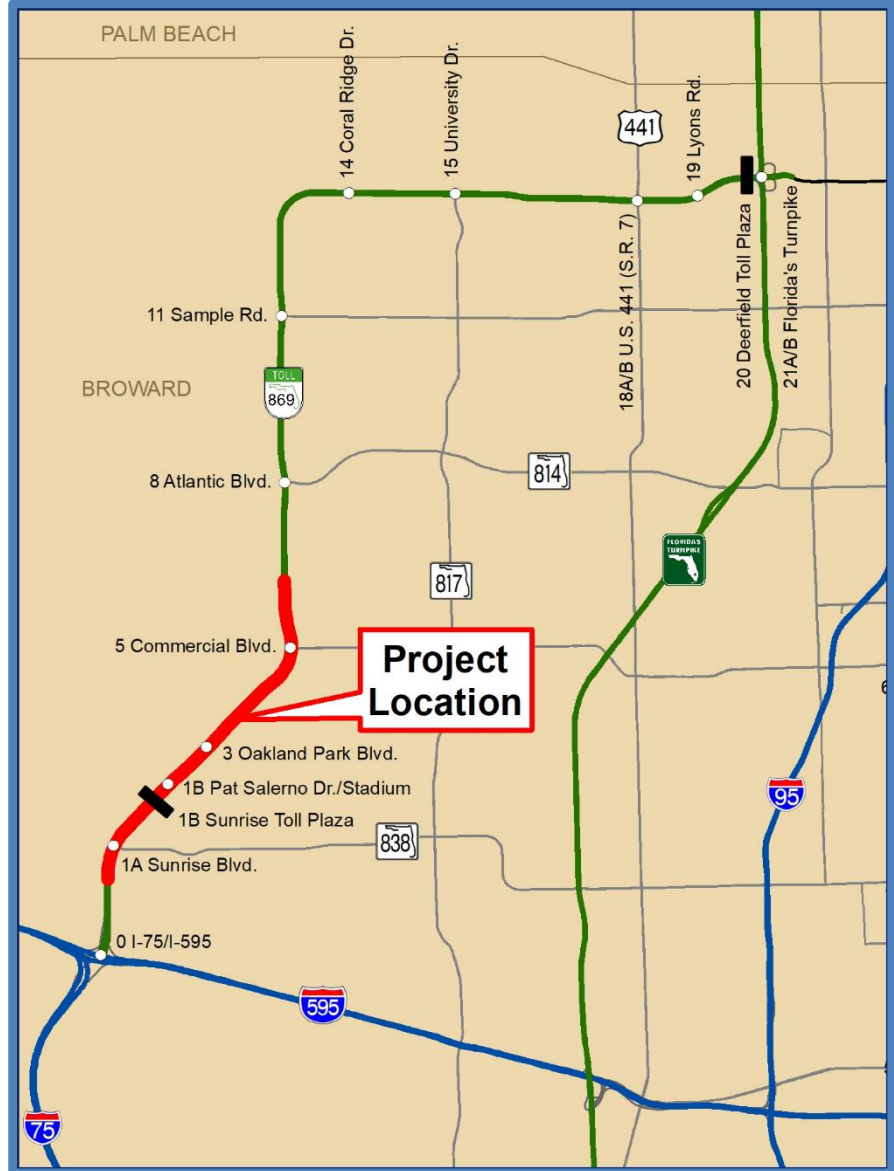 PALM BEACH
14 Coral Ridge Dr.
15 University Dr.
441
19 Lyons Rd.
18A/B U.S. 441 (S.R. 7)
20 Deerfield Toll Plaza
21A/B Florida's Turnpike
11 Sample Rd.
TOLL
869
BROWARD
8 Atlantic Blvd.
814
FLORIDA'S
TURNPIKE
817
5 Commercial Blvd.
Project
Location
3 Oakland Park Blvd.
1B Pat Salerno Dr./Stadium
1B Sunrise Toll Plaza
95
838
1A Sunrise Blvd.
0 I-75/I-595
595
75